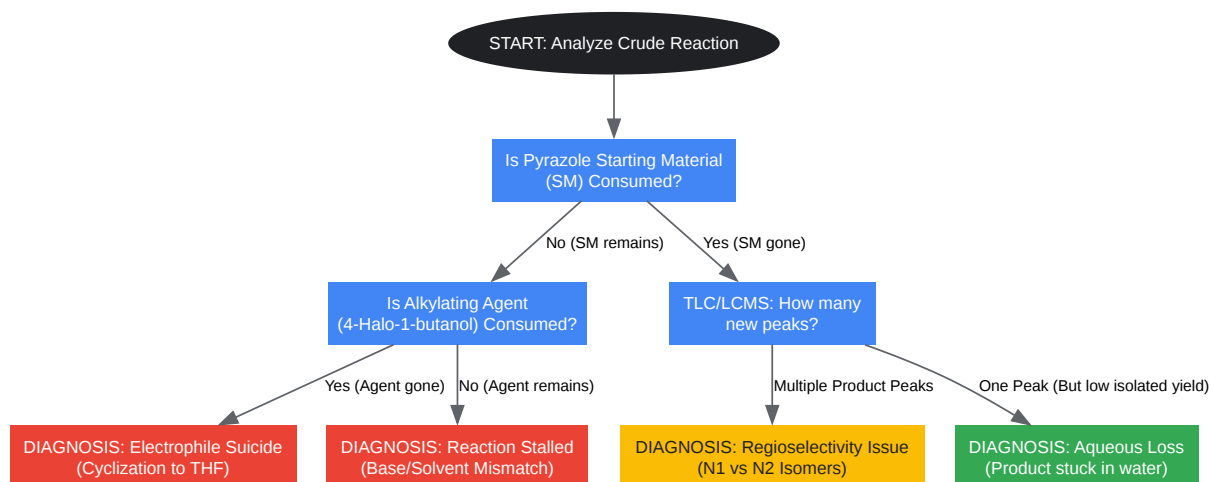 START: Analyze Crude Reaction
Is Pyrazole Starting Material
(SM) Consumed?
No (SM remains)
Yes (SM gone)
Is Alkylating Agent
(4-Halo-1-butanol) Consumed?
TLC/LCMS: How many
new peaks?
Yes (Agent gone)
No (Agent remains)
Multiple Product Peaks
One Peak (But low isolated yield)
DIAGNOSIS: Electrophile Suicide
(Cyclization to THF)
DIAGNOSIS: Reaction Stalled
(Base/Solvent Mismatch)
DIAGNOSIS: Regioselectivity Issue
(N1 vs N2 Isomers)
DIAGNOSIS: Aqueous Loss
(Product stuck in water)